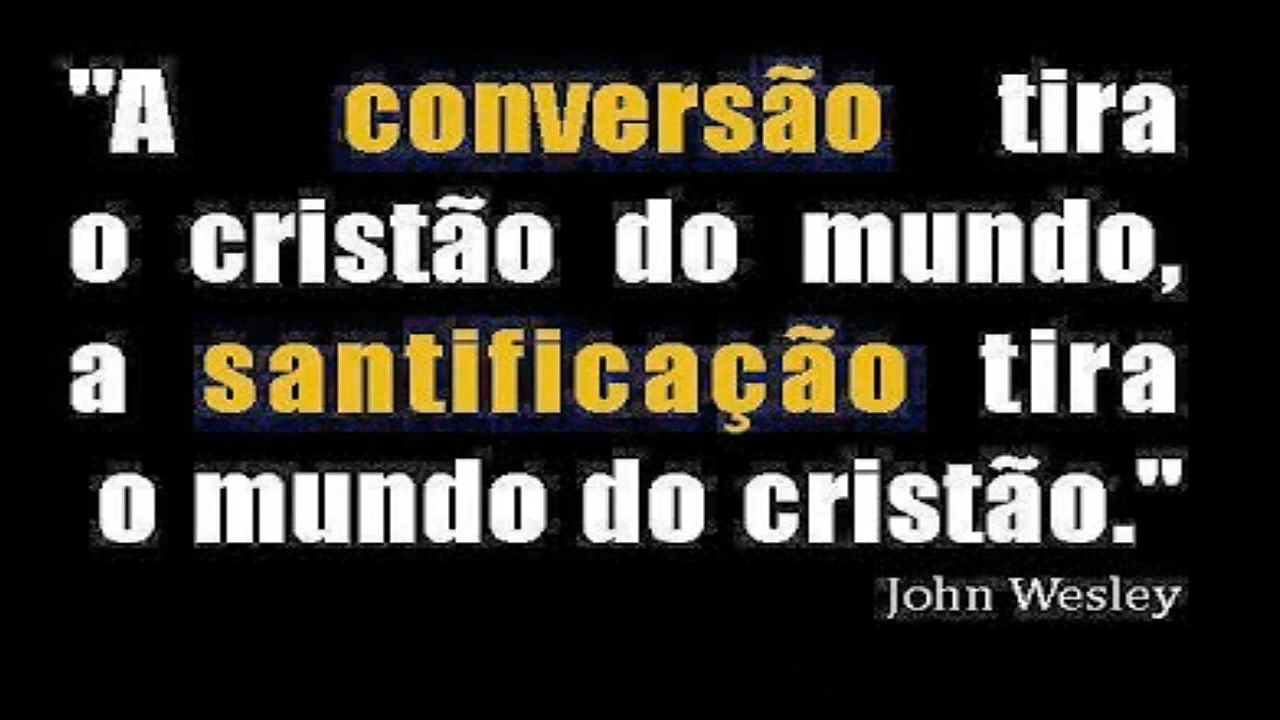 "A conversão tira
o cristão do mundo,
a santificação tira
o mundo do cristão."
John Wesley